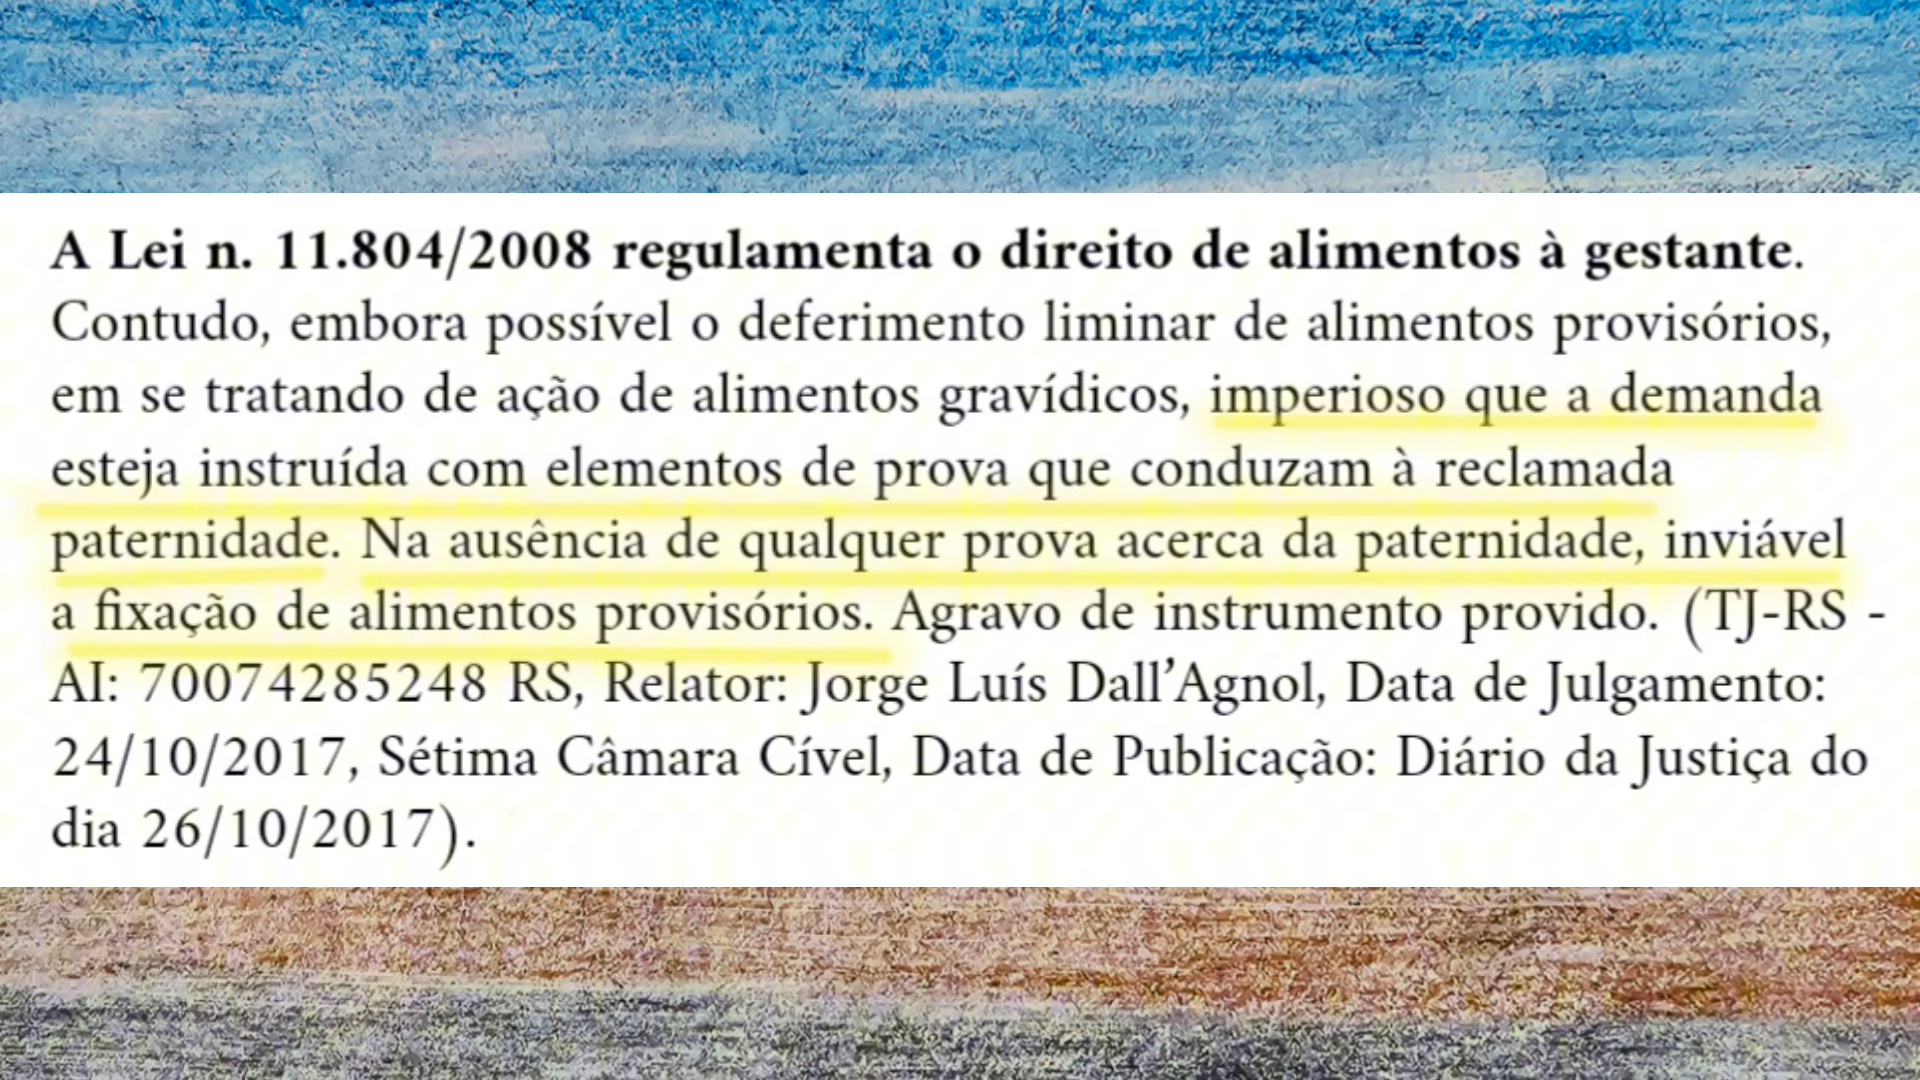 A Lei n. 11.804/2008 regulamenta o direito de alimentos à gestante.
Contudo, embora possível o deferimento liminar de alimentos provisórios,
em se tratando de ação de alimentos gravídicos, imperioso que a demanda
esteja instruída com elementos de prova que conduzam à reclamada
paternidade. Na ausência de qualquer prova acerca da paternidade, inviável
a fixação de alimentos provisórios. Agravo de instrumento provido. (TJ-RS -
AI: 70074285248 RS, Relator: Jorge Luís Dall’Agnol, Data de Julgamento:
24/10/2017, Sétima Câmara Cível, Data de Publicação: Diário da Justiça do
dia 26/10/2017).